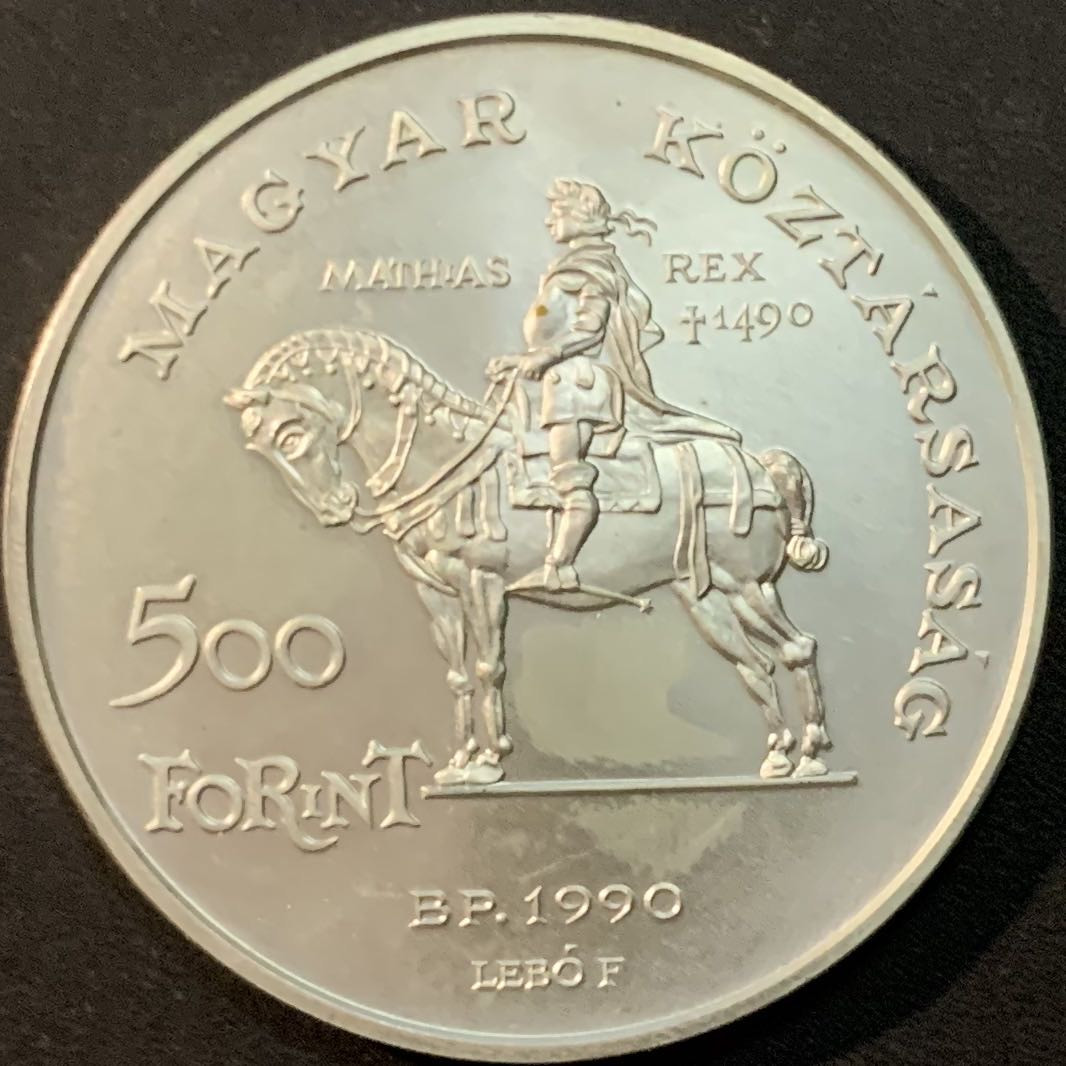 MAGYAR KÖZTÁRSASÁG
MATHIAS REX
†1490
500
FORINT
BP. 1990
LEBÓ F